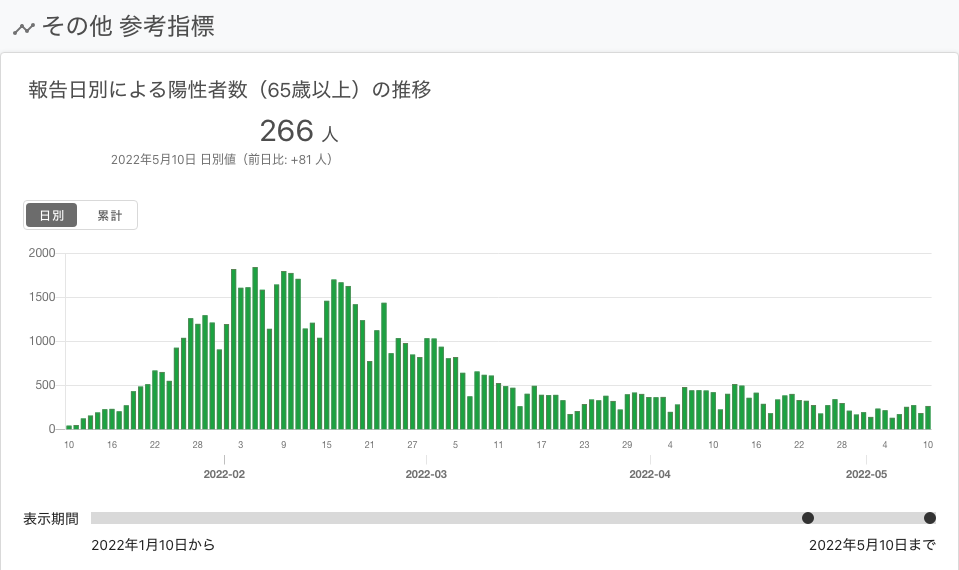 その他 参考指標
報告日別による陽性者数（65歳以上）の推移
266 人
2022年5月10日 日別値（前日比: +81 人）
日別 累計
2000
1500
1000
500
0
10 16 22 28 3 9 15 21 27 5 11 17 23 29 4 10 16 22 28 4 10
2022-02 2022-03 2022-04 2022-05
表示期間
2022年1月10日から 2022年5月10日まで